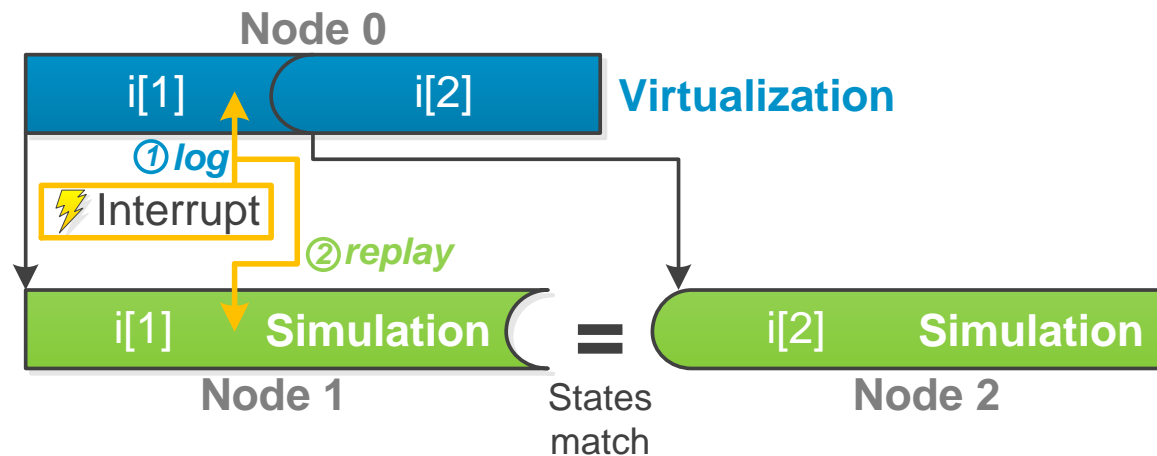 Node 0
i[1] i[2] Virtualization
① log
Interrupt
② replay
i[1] Simulation = i[2] Simulation
Node 1 States Node 2
match